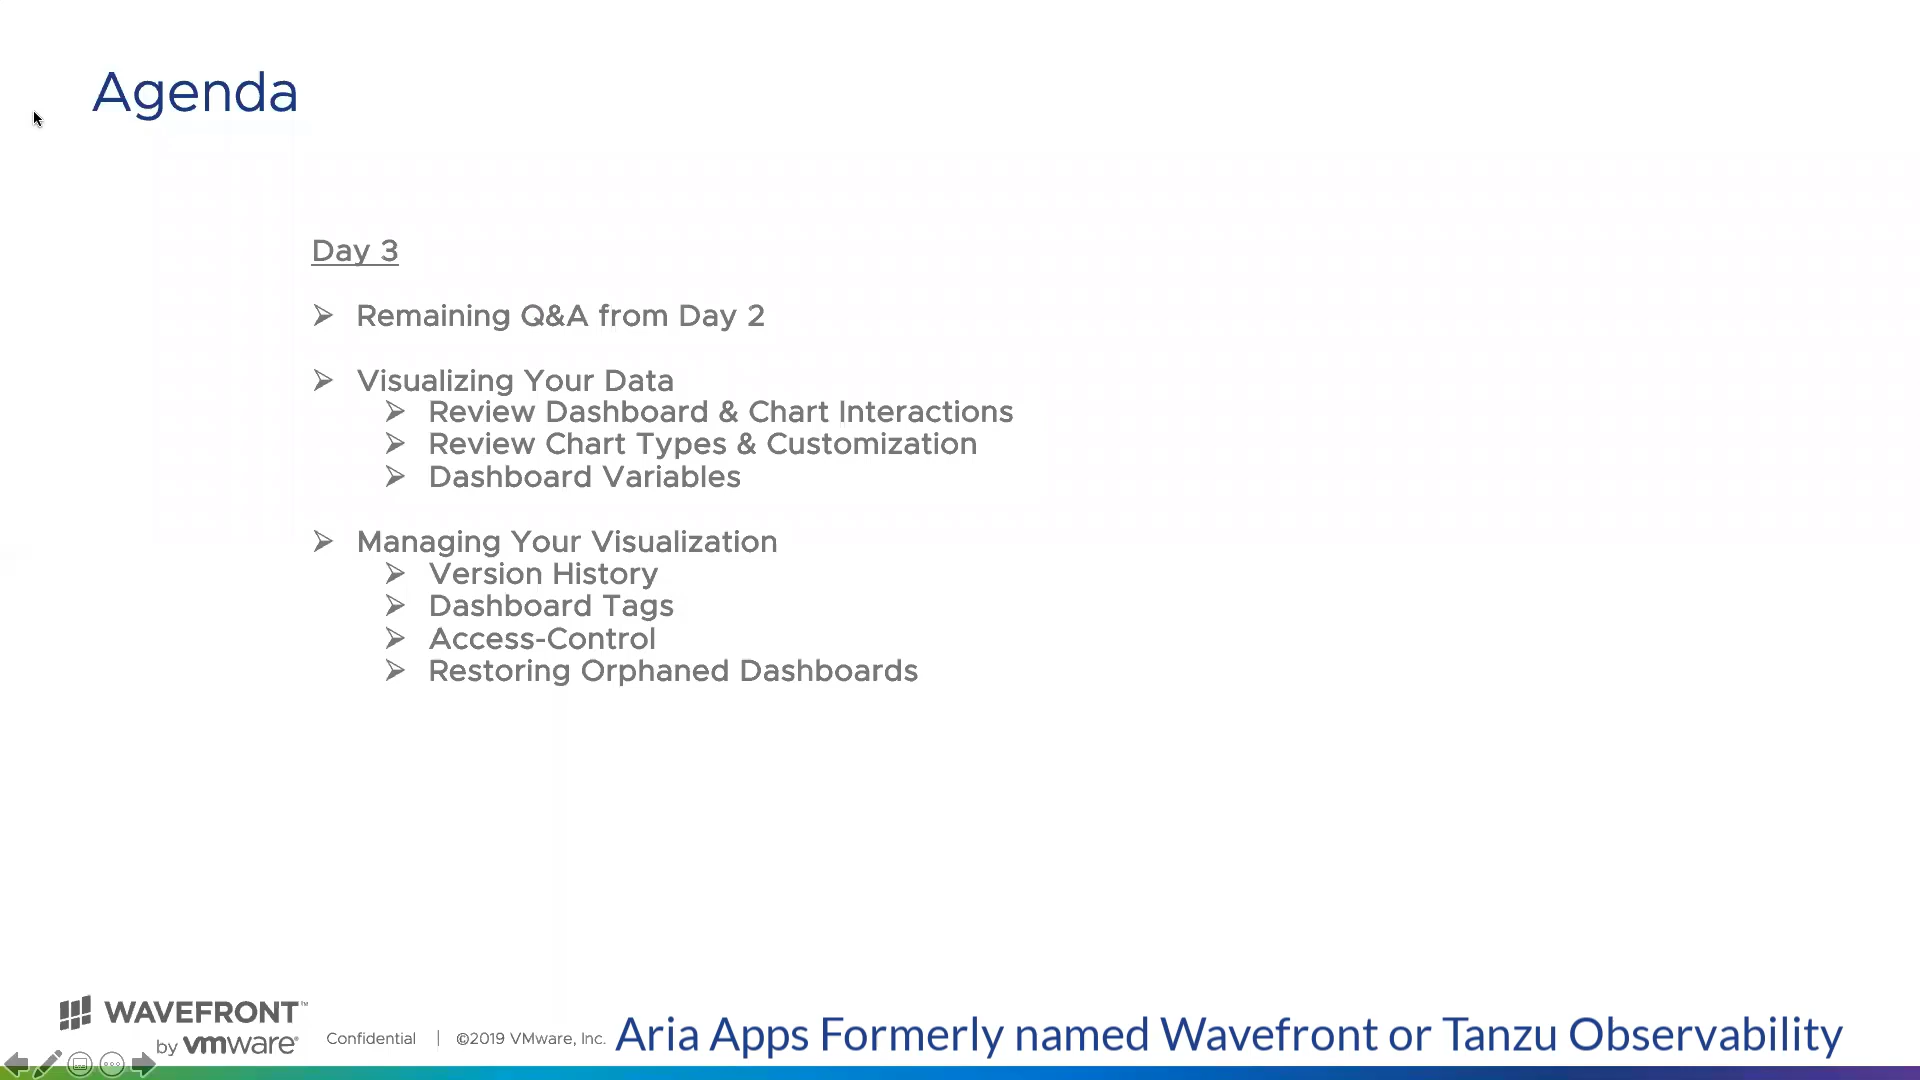 Agenda
Day 3
Remaining Q&A from Day 2
Visualizing Your Data
Review Dashboard & Chart Interactions
Review Chart Types & Customization
Dashboard Variables
Managing Your Visualization
Version History
Dashboard Tags
Access-Control
Restoring Orphaned Dashboards
WAVEFRONT™
by vmware®
Confidential | ©2019 VMware, Inc.
Aria Apps Formerly named Wavefront or Tanzu Observability